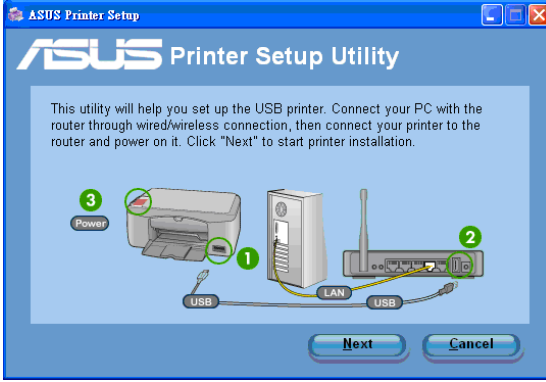 ASUS Printer Setup
ASUS Printer Setup Utility
This utility will help you set up the USB printer. Connect your PC with the
router through wired/wireless connection, then connect your printer to the
router and power on it. Click "Next" to start printer installation.
3
Power
1
2
USB
LAN
USB
Next
Cancel